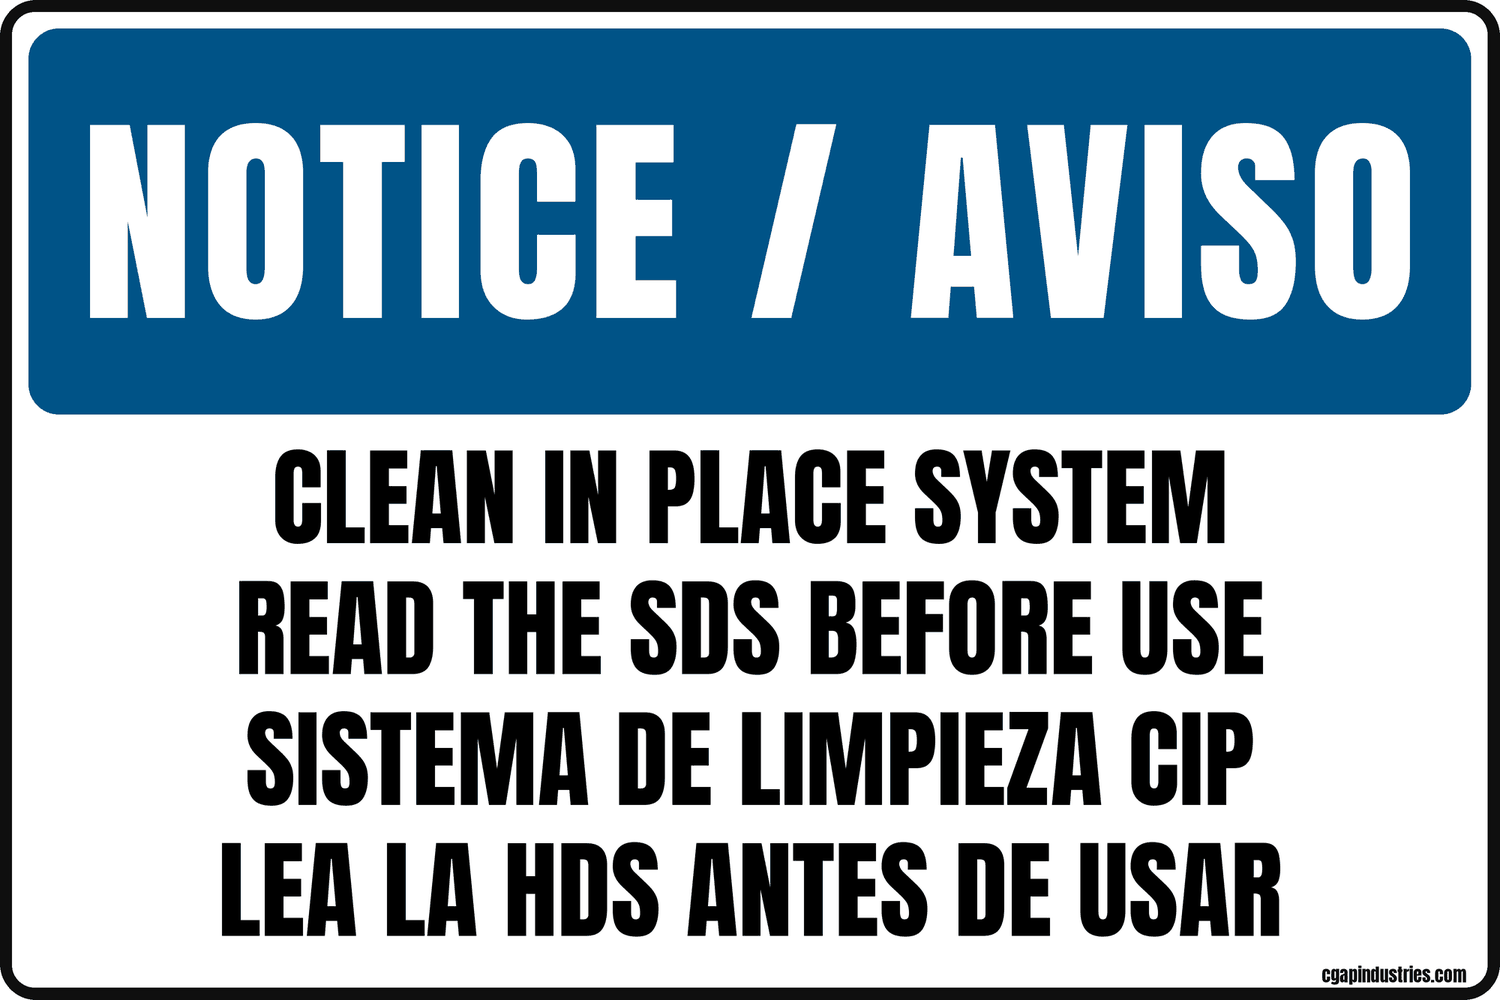 NOTICE / AVISO
CLEAN IN PLACE SYSTEM
READ THE SDS BEFORE USE
SISTEMA DE LIMPIEZA CIP
LEA LA HDS ANTES DE USAR
cgapindustries.com